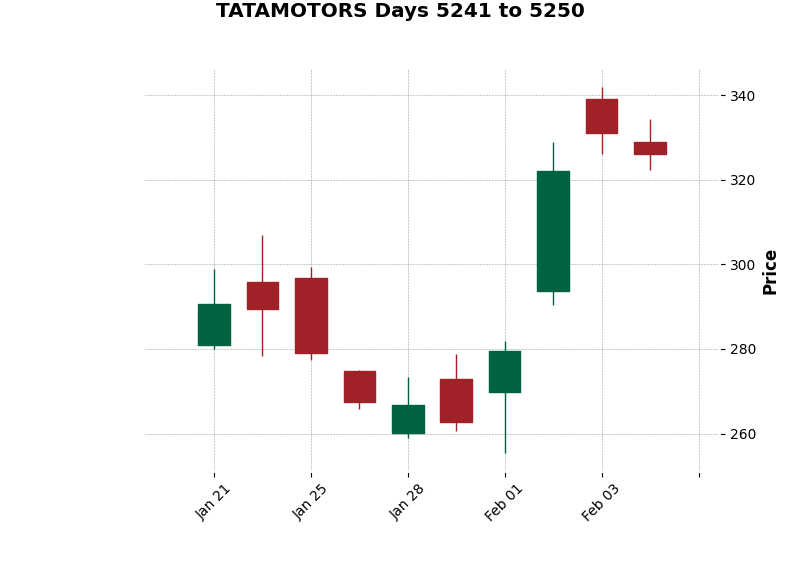 TATAMOTORS Days 5241 to 5250
340
320
300
280
260
Price
Jan 21
Jan 25
Jan 28
Feb 01
Feb 03